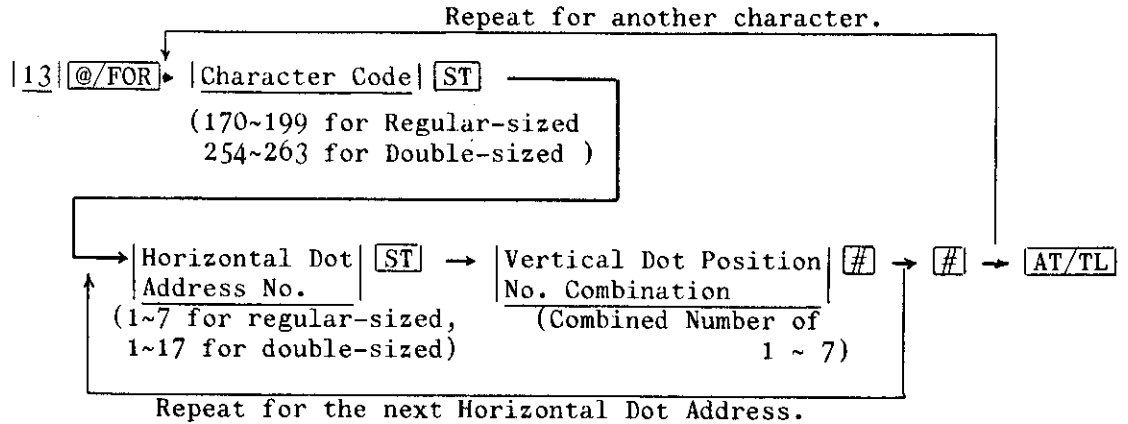 Repeat for another character.
|13| @/FOR |Character Code| ST
(170~199 for Regular-sized
254~263 for Double-sized )
|Horizontal Dot| ST → |Vertical Dot Position| # → # → AT/TL
Address No. No. Combination
(1~7 for regular-sized, (Combined Number of
1~17 for double-sized) 1 ~ 7)
Repeat for the next Horizontal Dot Address.